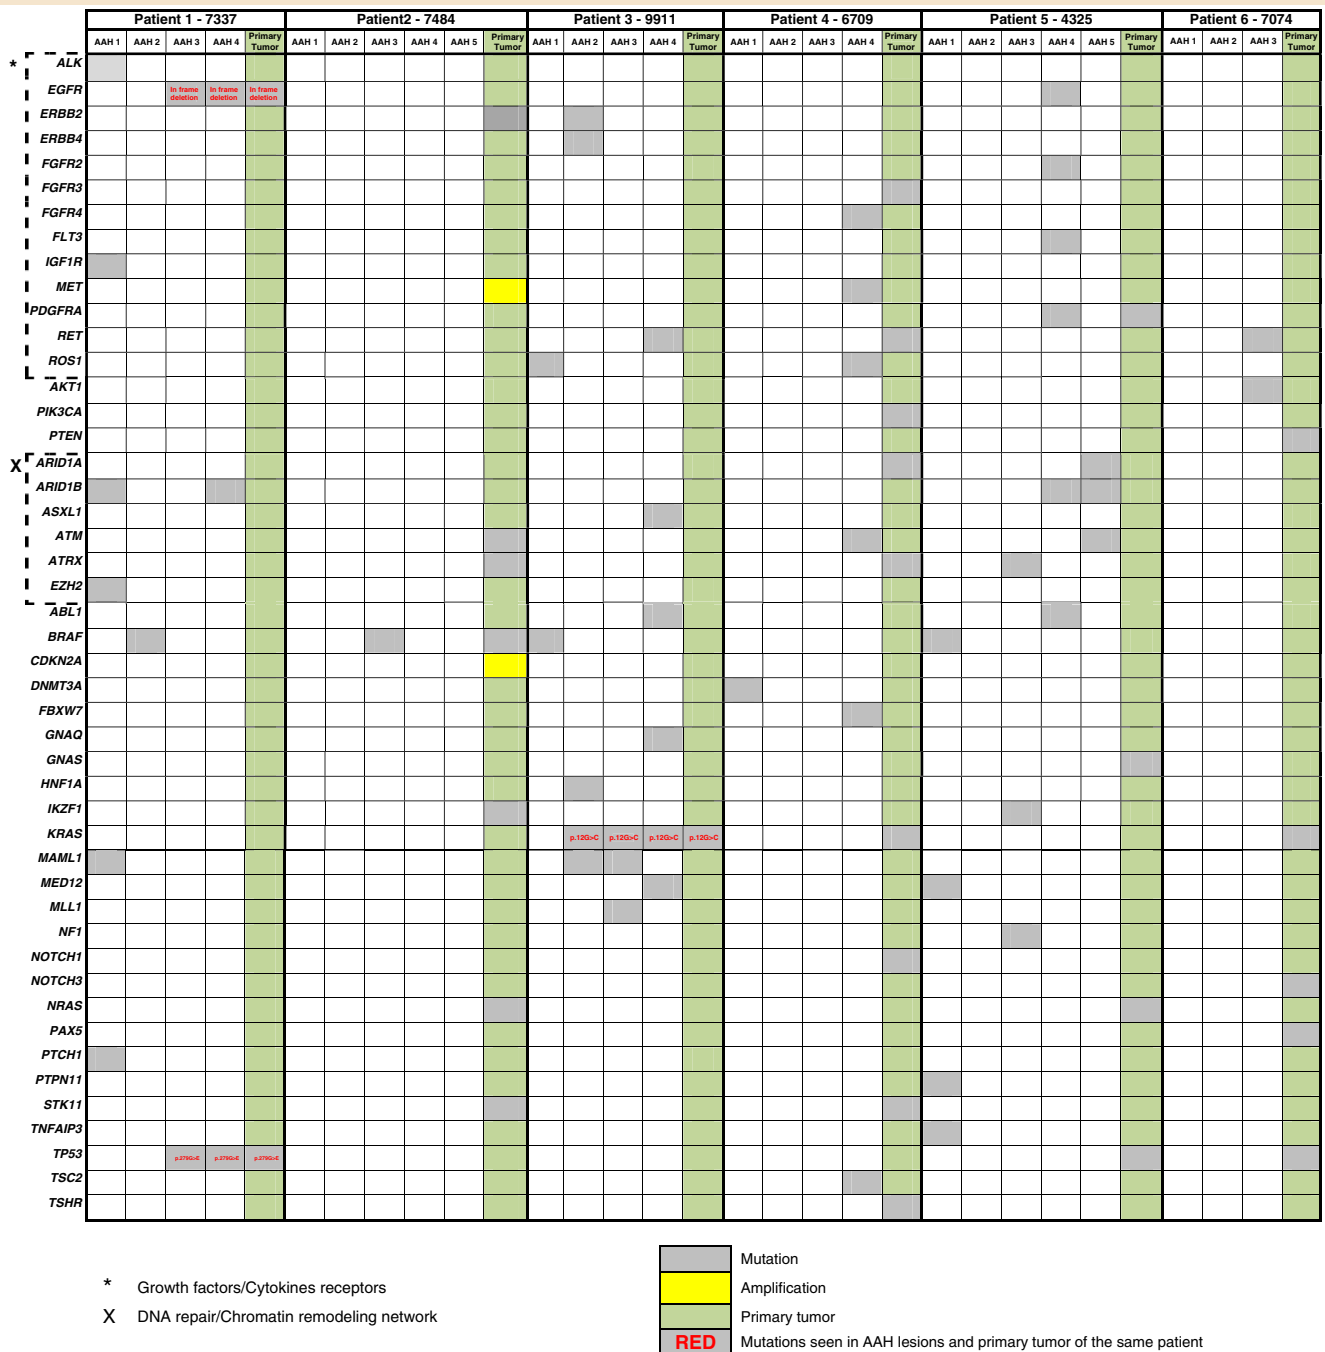 Patient 1 - 7337 Patient2 - 7484 Patient 3 - 9911 Patient 4 - 6709 Patient 5 - 4325 Patient 6 - 7074
AAH 1 AAH 2 AAH 3 AAH 4 Primary Tumor AAH 1 AAH 2 AAH 3 AAH 4 AAH 5 Primary Tumor AAH 1 AAH 2 AAH 3 AAH 4 Primary Tumor AAH 1 AAH 2 AAH 3 AAH 4 Primary Tumor AAH 1 AAH 2 AAH 3 AAH 4 AAH 5 Primary Tumor AAH 1 AAH 2 AAH 3 Primary Tumor
* ALK
EGFR In frame deletion In frame deletion In frame deletion
ERBB2
ERBB4
FGFR2
FGFR3
FGFR4
FLT3
IGF1R
MET
PDGFRA
RET
ROS1
AKT1
PIK3CA
PTEN
X ARID1A
ARID1B
ASXL1
ATM
ATRX
EZH2
ABL1
BRAF
CDKN2A
DNMT3A
FBXW7
GNAQ
GNAS
HNF1A
IKZF1
KRAS p.12G>C p.12G>C p.12G>C p.12G>C
MAML1
MED12
MLL1
NF1
NOTCH1
NOTCH3
NRAS
PAX5
PTCH1
PTPN11
STK11
TNFAIP3
TP53 p.279G>E p.279G>E p.279G>E
TSC2
TSHR
Mutation
* Growth factors/Cytokines receptors
Amplification
X DNA repair/Chromatin remodeling network
Primary tumor
RED Mutations seen in AAH lesions and primary tumor of the same patient